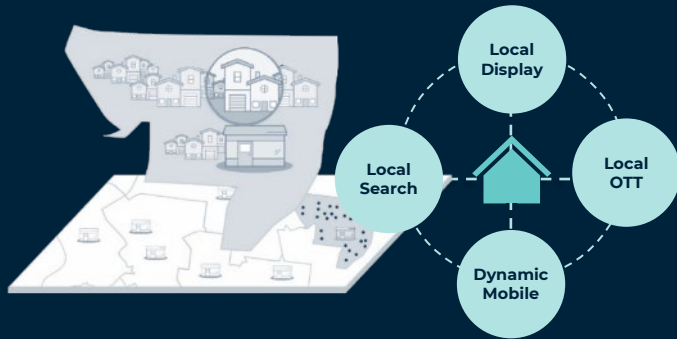 Local
Display
Local
Search
Local
OTT
Dynamic
Mobile